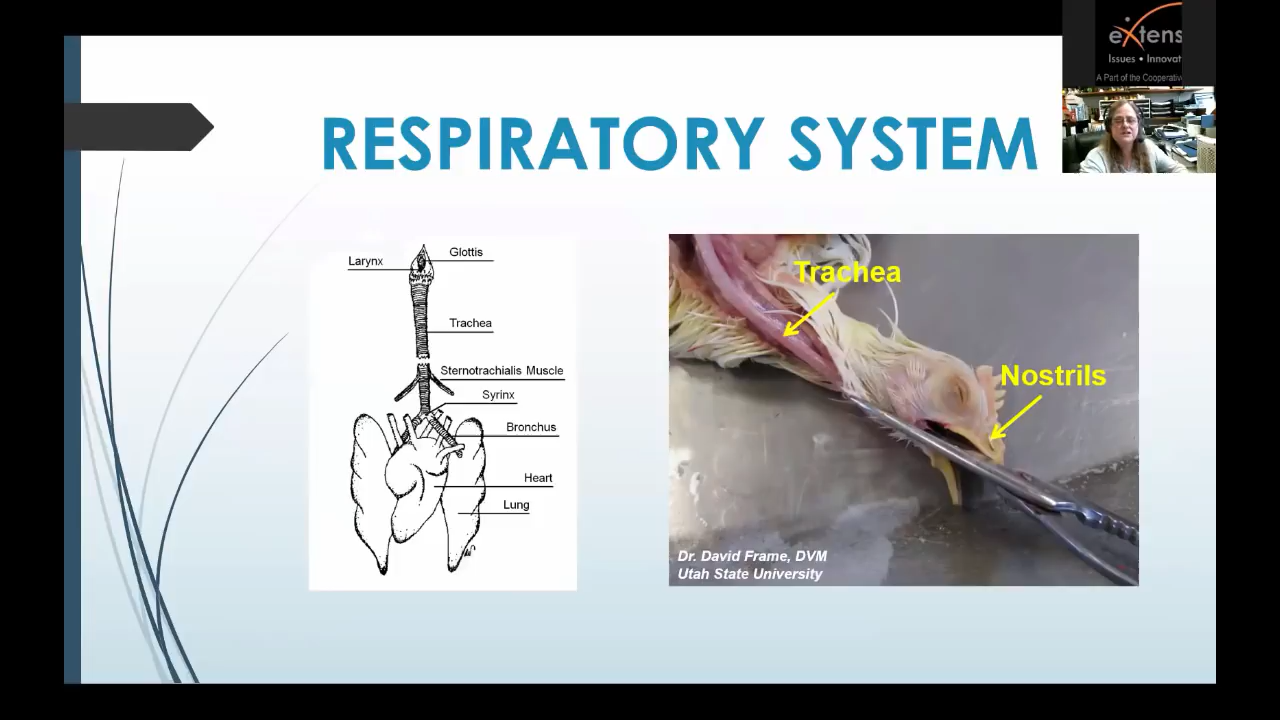 eXtens
Issues • Innovat
A Part of the Cooperativ
RESPIRATORY SYSTEM
Glottis
Larynx
Trachea
Sternotrachialis Muscle
Syrinx
Bronchus
Heart
Lung
Trachea
Nostrils
Dr. David Frame, DVM
Utah State University